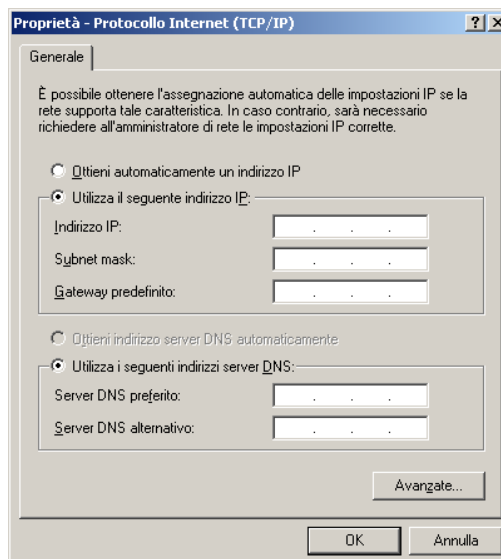 Proprietà - Protocollo Internet (TCP/IP)
Generale
È possibile ottenere l'assegnazione automatica delle impostazioni IP se la
rete supporta tale caratteristica. In caso contrario, sarà necessario
richiedere all'amministratore di rete le impostazioni IP corrette.
Ottieni automaticamente un indirizzo IP
Utilizza il seguente indirizzo IP:
Indirizzo IP:
Subnet mask:
Gateway predefinito:
Ottieni indirizzo server DNS automaticamente
Utilizza i seguenti indirizzi server DNS:
Server DNS preferito:
Server DNS alternativo:
Avanzate...
OK Annulla